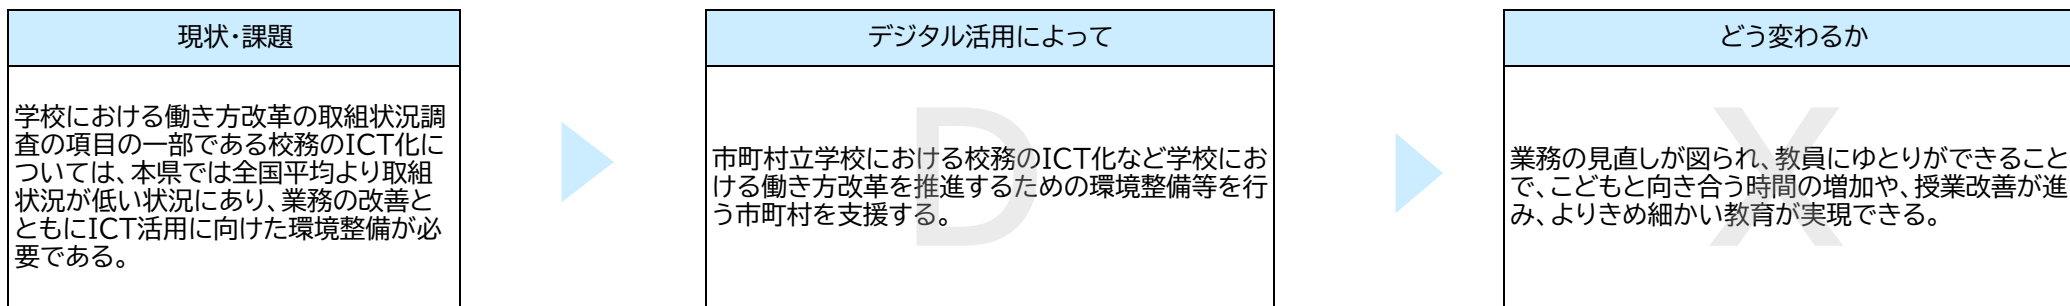 現状・課題
学校における働き方改革の取組状況調
査の項目の一部である校務のICT化に
ついては、本県では全国平均より取組
状況が低い状況にあり、業務の改善と
ともにICT活用に向けた環境整備が必
要である。
デジタル活用によって
市町村立学校における校務のICT化など学校にお
ける働き方改革を推進するための環境整備等を行
う市町村を支援する。
D
どう変わるか
業務の見直しが図られ、教員にゆとりができること
で、こどもと向き合う時間の増加や、授業改善が進
み、よりきめ細かい教育が実現できる。
X